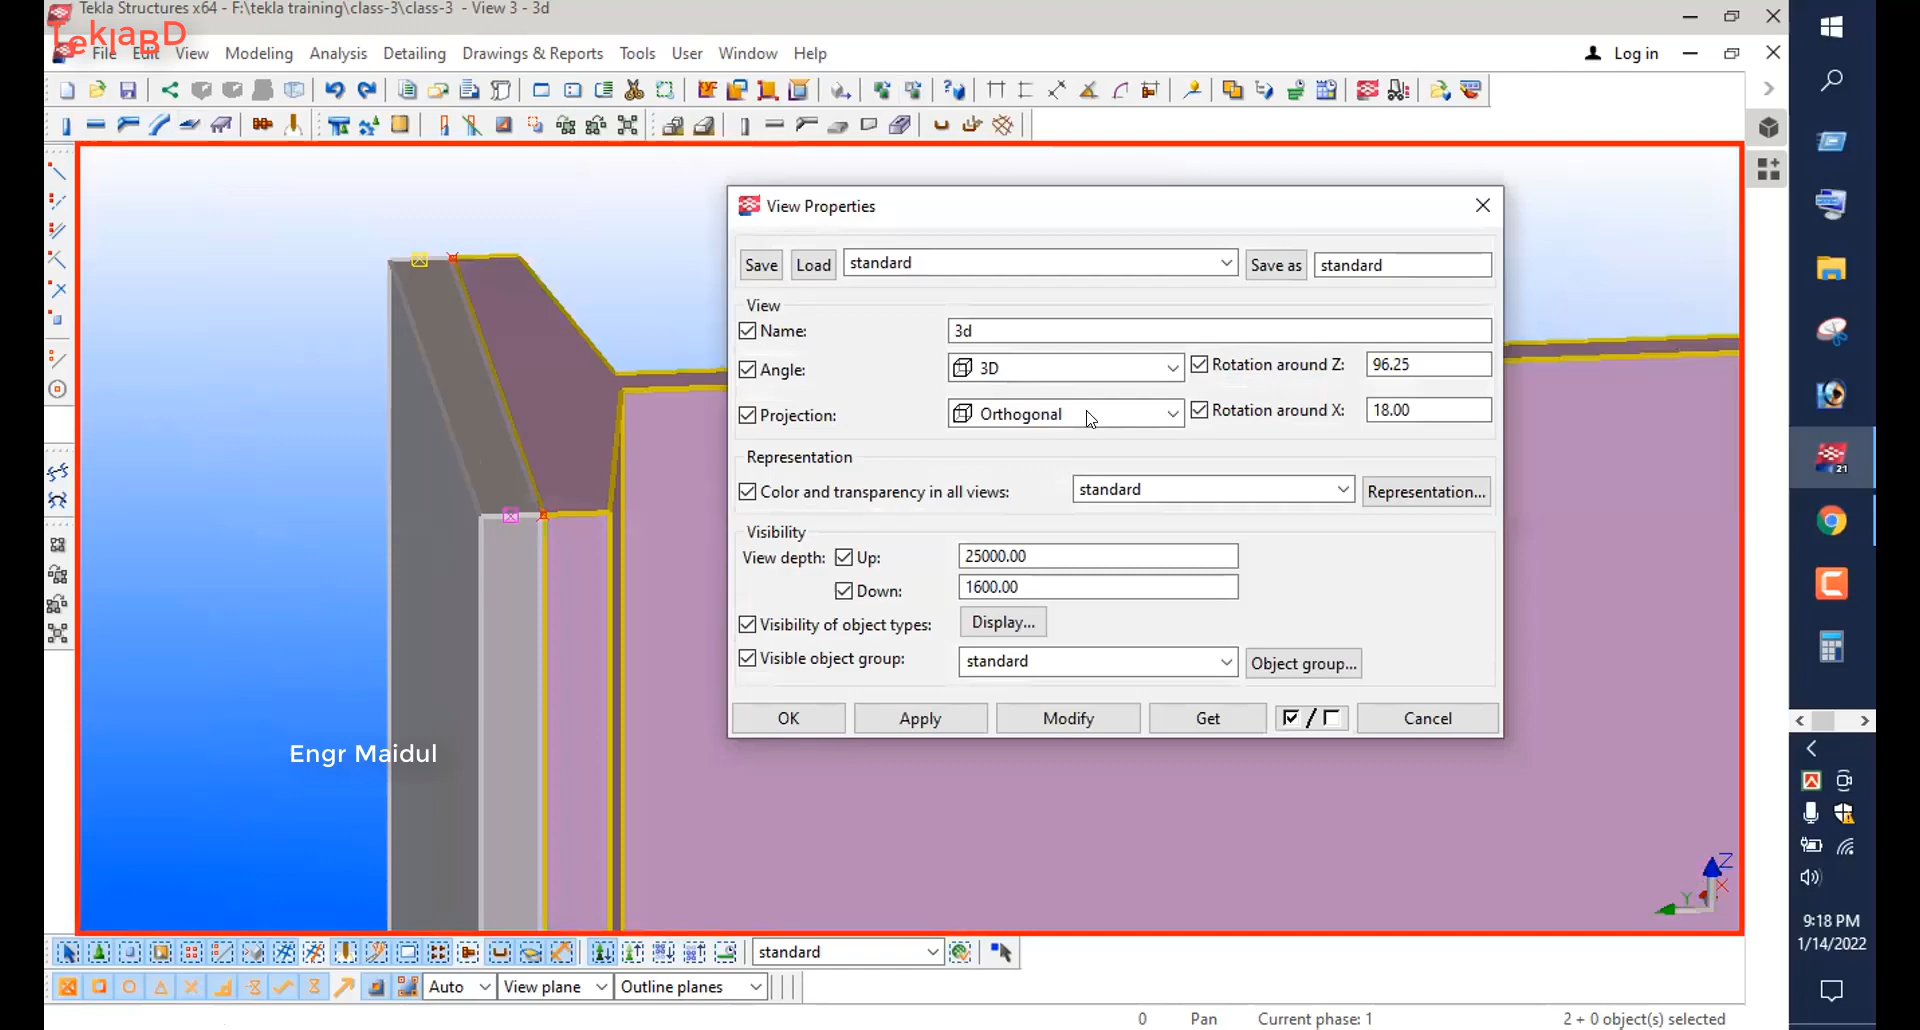 Tekla Structures x64 - F:\tekla training\class-3\class-3 - View 3 - 3d
TeklaBD
File Edit View Modeling Analysis Detailing Drawings & Reports Tools User Window Help
Log in
View Properties
Save Load standard Save as standard
View
Name: 3d
Angle: 3D Rotation around Z: 96.25
Projection: Orthogonal Rotation around X: 18.00
Representation
Color and transparency in all views: standard Representation...
Visibility
View depth: Up: 25000.00
Down: 1600.00
Visibility of object types: Display...
Visible object group: standard Object group...
OK Apply Modify Get / Cancel
Engr Maidul
Z
X
Y
21
9:18 PM
1/14/2022
standard
Auto View plane Outline planes
0 Pan Current phase: 1 2 + 0 object(s) selected